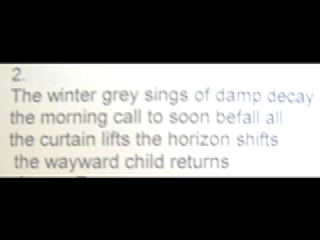 2.
The winter grey sings of damp decay
the morning call to soon befall all
the curtain lifts the horizon shifts
the wayward child returns